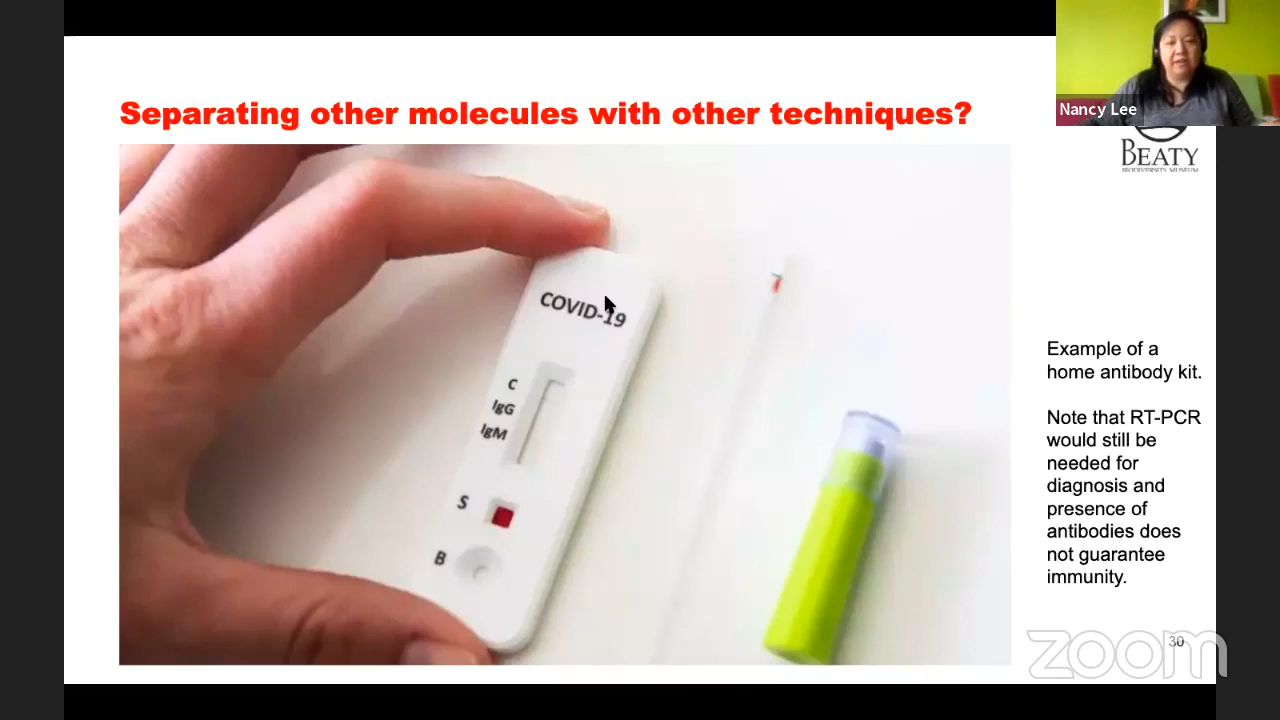 Separating other molecules with other techniques?
Nancy Lee
BEATY
BIODIVERSITY MUSEUM
COVID-19
C
IgG
IgM
S
B
Example of a
home antibody kit.
Note that RT-PCR
would still be
needed for
diagnosis and
presence of
antibodies does
not guarantee
immunity.
30
zoom